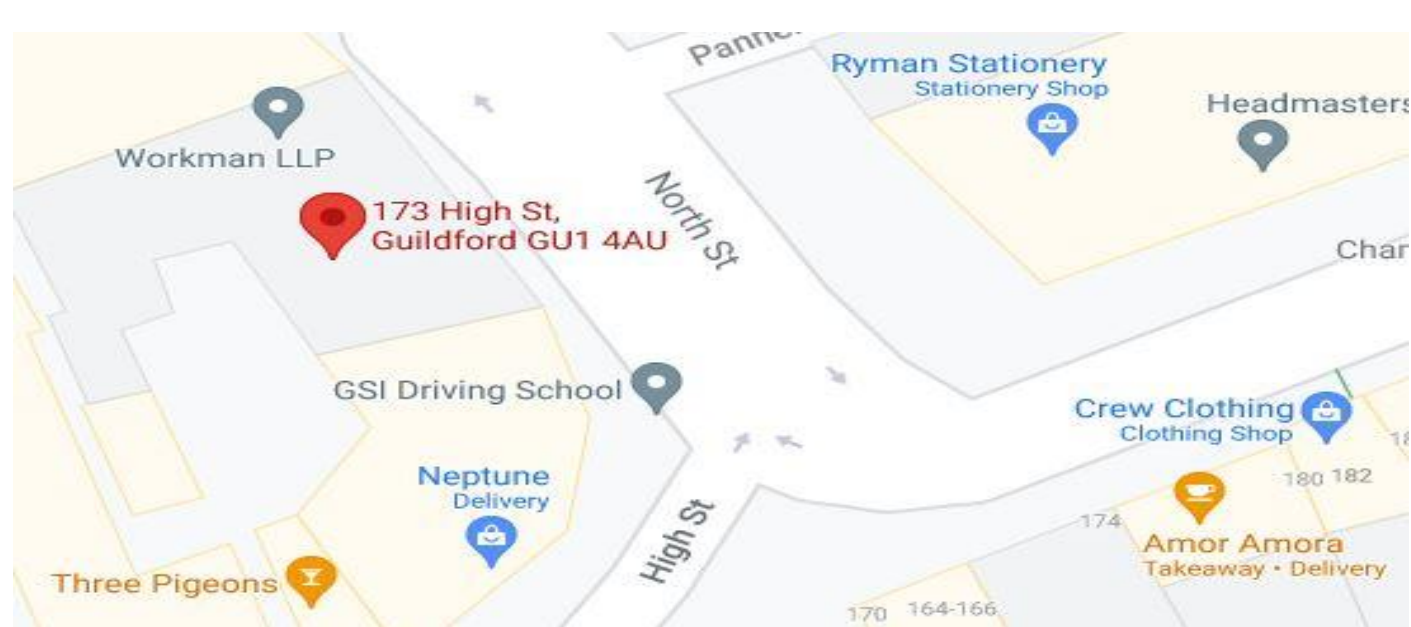 Ryman Stationery
Stationery Shop
Headmasters
Workman LLP
173 High St,
Guildford GU1 4AU
North St
GSI Driving School
Crew Clothing
Clothing Shop
Neptune
Delivery
180 182
High St
174
Amor Amora
Takeaway • Delivery
Three Pigeons
170 164-166